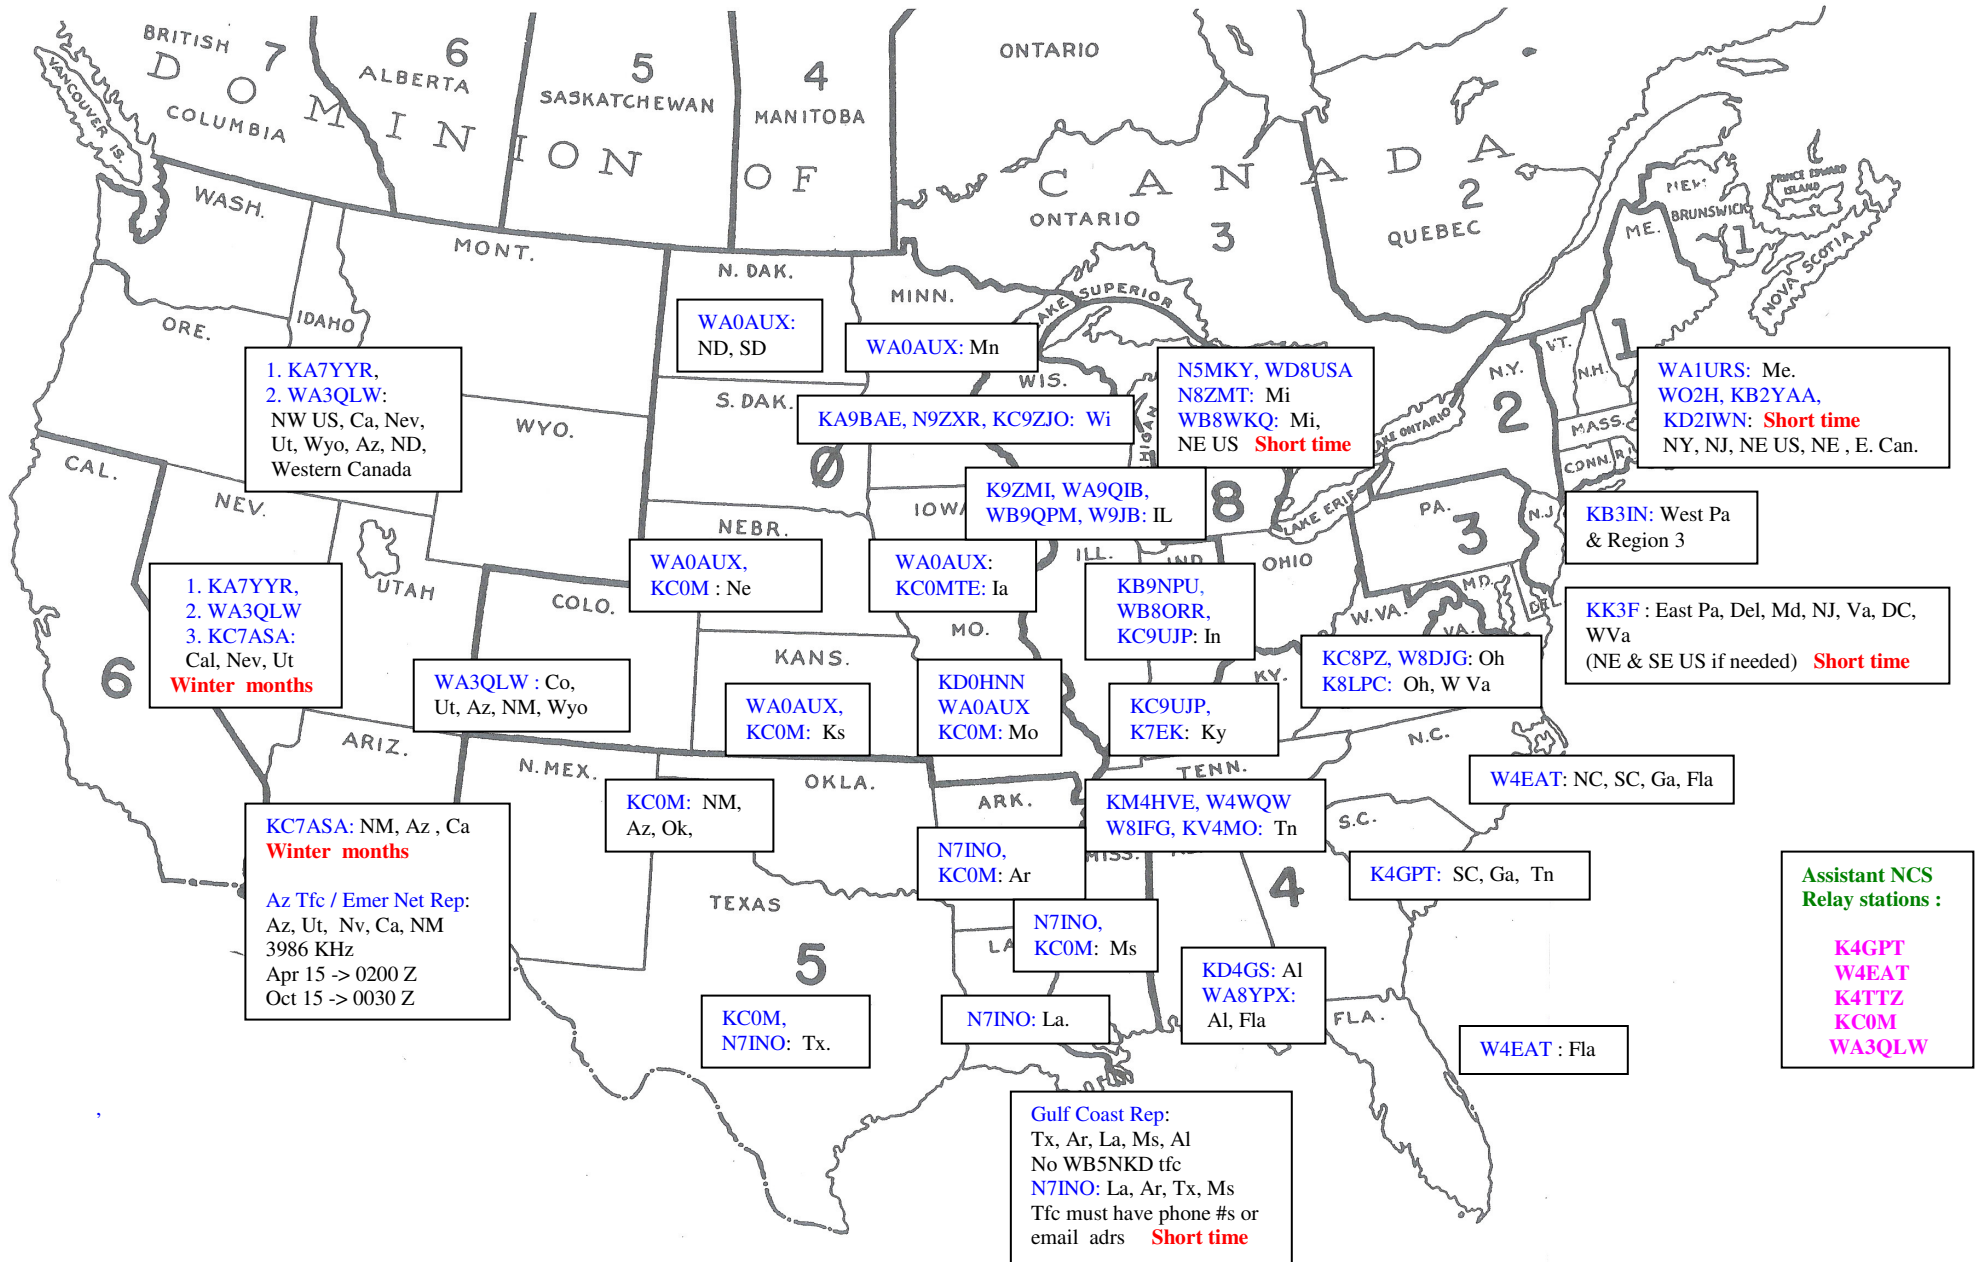 BRITISH
7
COLUMBIA
VANCOUVER IS.
6
ALBERTA
5
SASKATCHEWAN
4
MANITOBA
ONTARIO
DOMINION OF CANADA
ONTARIO
3
2
QUEBEC
NEW
BRUNSWICK
PRINCE EDWARD
ISLAND
1
NOVA SCOTIA
WASH.
MONT.
N. DAK.
MINN.
LAKE SUPERIOR
ME.
ORE.
IDAHO
WA0AUX:
ND, SD
WA0AUX: Mn
1. KA7YYR,
2. WA3QLW:
NW US, Ca, Nev,
Ut, Wyo, Az, ND,
Western Canada
WYO.
S. DAK.
WIS.
KA9BAE, N9ZXR, KC9ZJO: Wi
N5MKY, WD8USA
N8ZMT: Mi
WB8WKQ: Mi,
NE US Short time
LAKE ONTARIO
N.Y.
2
VT.
N.H.
1
MASS.
CONN.
R.I.
WA1URS: Me.
WO2H, KB2YAA,
KD2IWN: Short time
NY, NJ, NE US, NE , E. Can.
CAL.
NEV.
Ø
IOWA
K9ZMI, WA9QIB,
WB9QPM, W9JB: IL
8
LAKE ERIE
PA.
3
N.J.
KB3IN: West Pa
& Region 3
NEBR.
UTAH
COLO.
WA0AUX,
KC0M : Ne
WA0AUX:
KC0MTE: Ia
ILL.
IND.
OHIO
KB9NPU,
WB8ORR,
KC9UJP: In
W.VA.
MD.
DE.
VA.
KK3F : East Pa, Del, Md, NJ, Va, DC,
WVa
(NE & SE US if needed) Short time
1. KA7YYR,
2. WA3QLW
3. KC7ASA:
Cal, Nev, Ut
Winter months
6
WA3QLW : Co,
Ut, Az, NM, Wyo
KANS.
MO.
WA0AUX,
KC0M: Ks
KD0HNN
WA0AUX
KC0M: Mo
KY.
KC9UJP,
K7EK: Ky
KC8PZ, W8DJG: Oh
K8LPC: Oh, W Va
ARIZ.
N.MEX.
OKLA.
ARK.
TENN.
N.C.
W4EAT: NC, SC, Ga, Fla
KC7ASA: NM, Az , Ca
Winter months
Az Tfc / Emer Net Rep:
Az, Ut, Nv, Ca, NM
3986 KHz
Apr 15 -> 0200 Z
Oct 15 -> 0030 Z
KC0M: NM,
Az, Ok,
KM4HVE, W4WQW
W8IFG, KV4MO: Tn
S.C.
N7INO,
KC0M: Ar
MISS.
4
K4GPT: SC, Ga, Tn
TEXAS
5
LA
N7INO,
KC0M: Ms
KD4GS: Al
WA8YPX:
Al, Fla
FLA.
KC0M,
N7INO: Tx.
N7INO: La.
W4EAT : Fla
Assistant NCS
Relay stations :
K4GPT
W4EAT
K4TTZ
KC0M
WA3QLW
,
Gulf Coast Rep:
Tx, Ar, La, Ms, Al
No WB5NKD tfc
N7INO: La, Ar, Tx, Ms
Tfc must have phone #s or
email adrs Short time